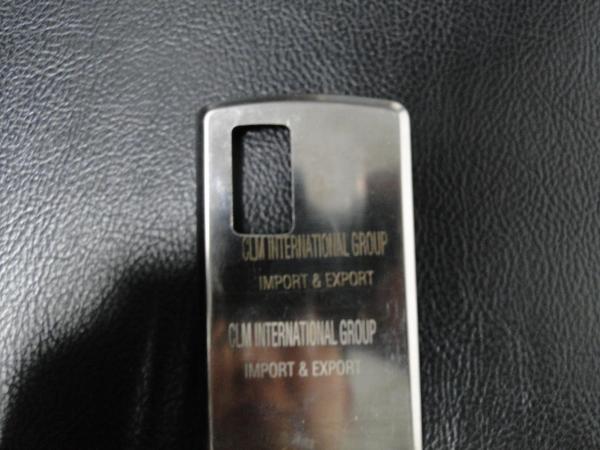 CLM INTERNATIONAL GROUP
IMPORT & EXPORT
CLM INTERNATIONAL GROUP
IMPORT & EXPORT